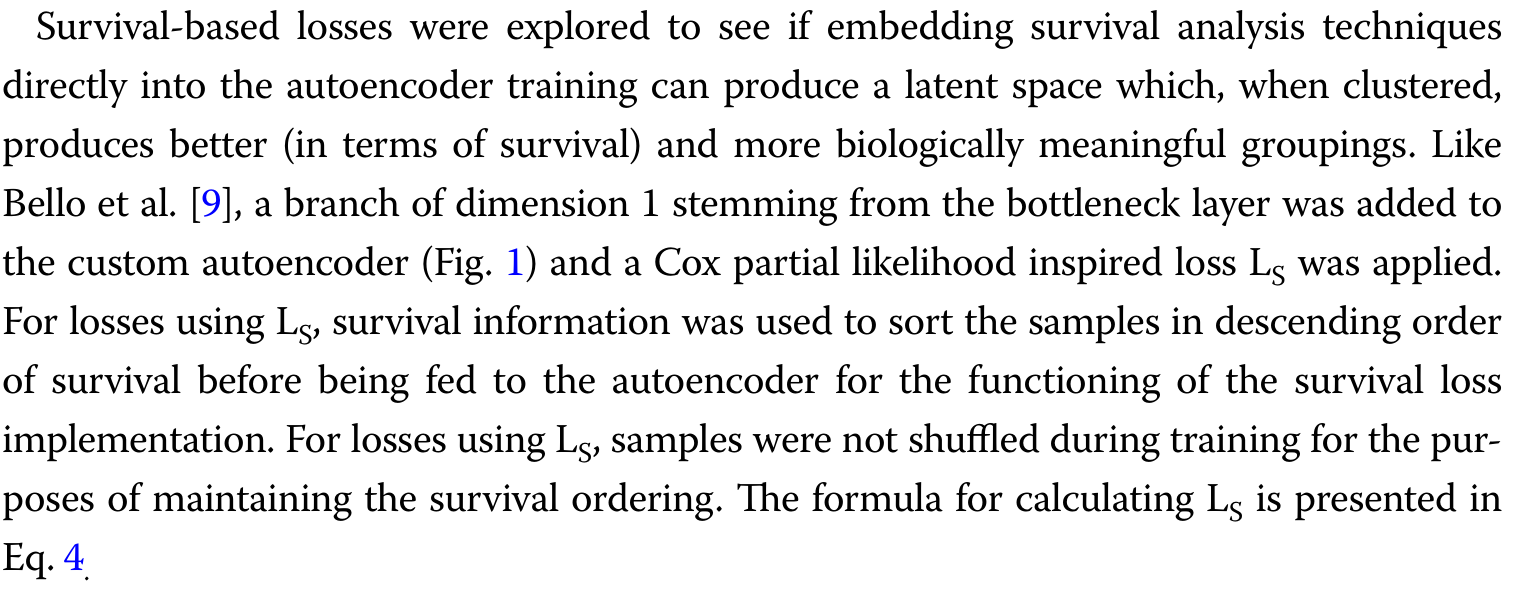 Survival-based losses were explored to see if embedding survival analysis techniques
directly into the autoencoder training can produce a latent space which, when clustered,
produces better (in terms of survival) and more biologically meaningful groupings. Like
Bello et al. [9], a branch of dimension 1 stemming from the bottleneck layer was added to
the custom autoencoder (Fig. 1) and a Cox partial likelihood inspired loss L_S was applied.
For losses using L_S, survival information was used to sort the samples in descending order
of survival before being fed to the autoencoder for the functioning of the survival loss
implementation. For losses using L_S, samples were not shuffled during training for the pur-
poses of maintaining the survival ordering. The formula for calculating L_S is presented in
Eq. 4.